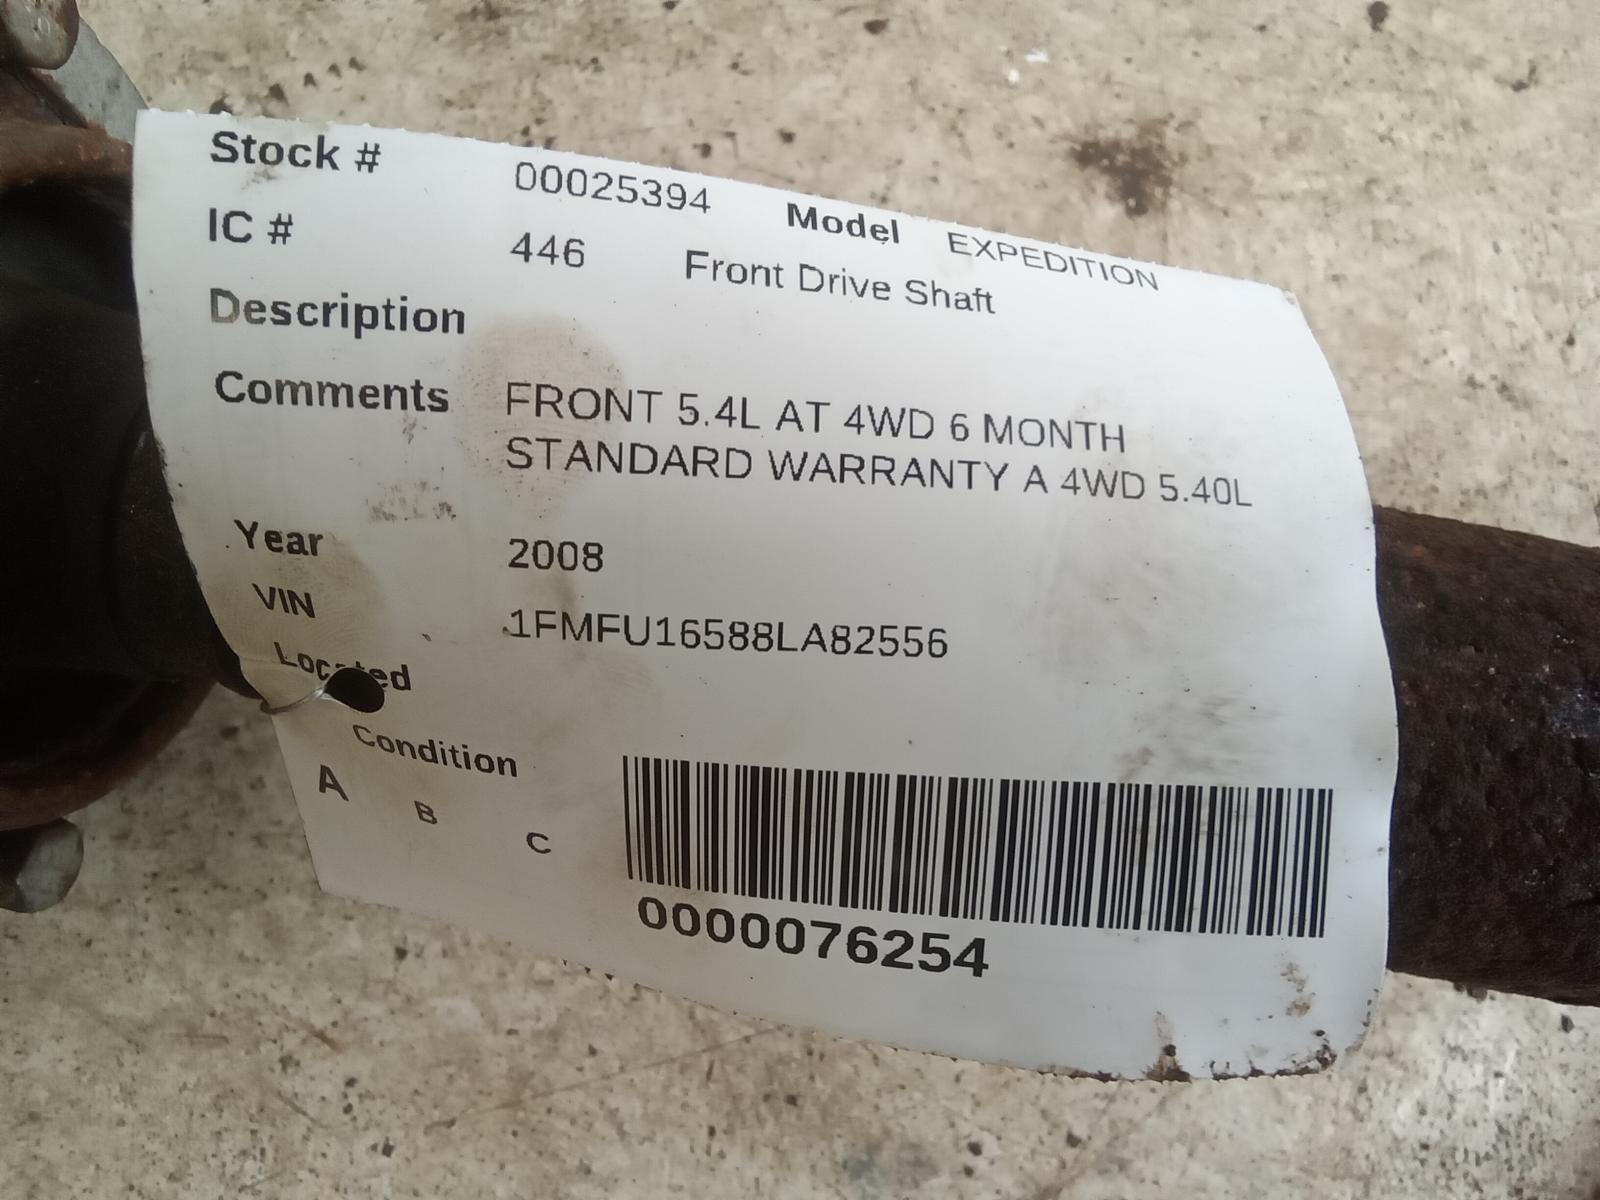 Stock # 00025394 Model EXPEDITION
IC # 446 Front Drive Shaft
Description
Comments FRONT 5.4L AT 4WD 6 MONTH
STANDARD WARRANTY A 4WD 5.40L
Year 2008
VIN 1FMFU16588LA82556
Located
Condition
A B C
0000076254